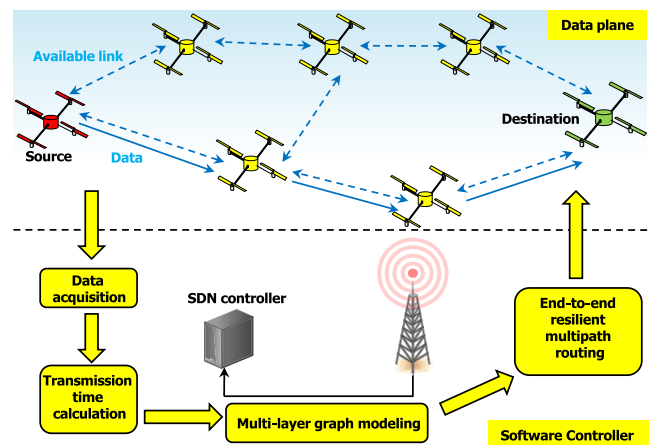 Data plane
Available link
Destination
Source
Data
Data
acquisition
SDN controller
End-to-end
resilient
multipath
routing
Transmission
time
calculation
Multi-layer graph modeling
Software Controller